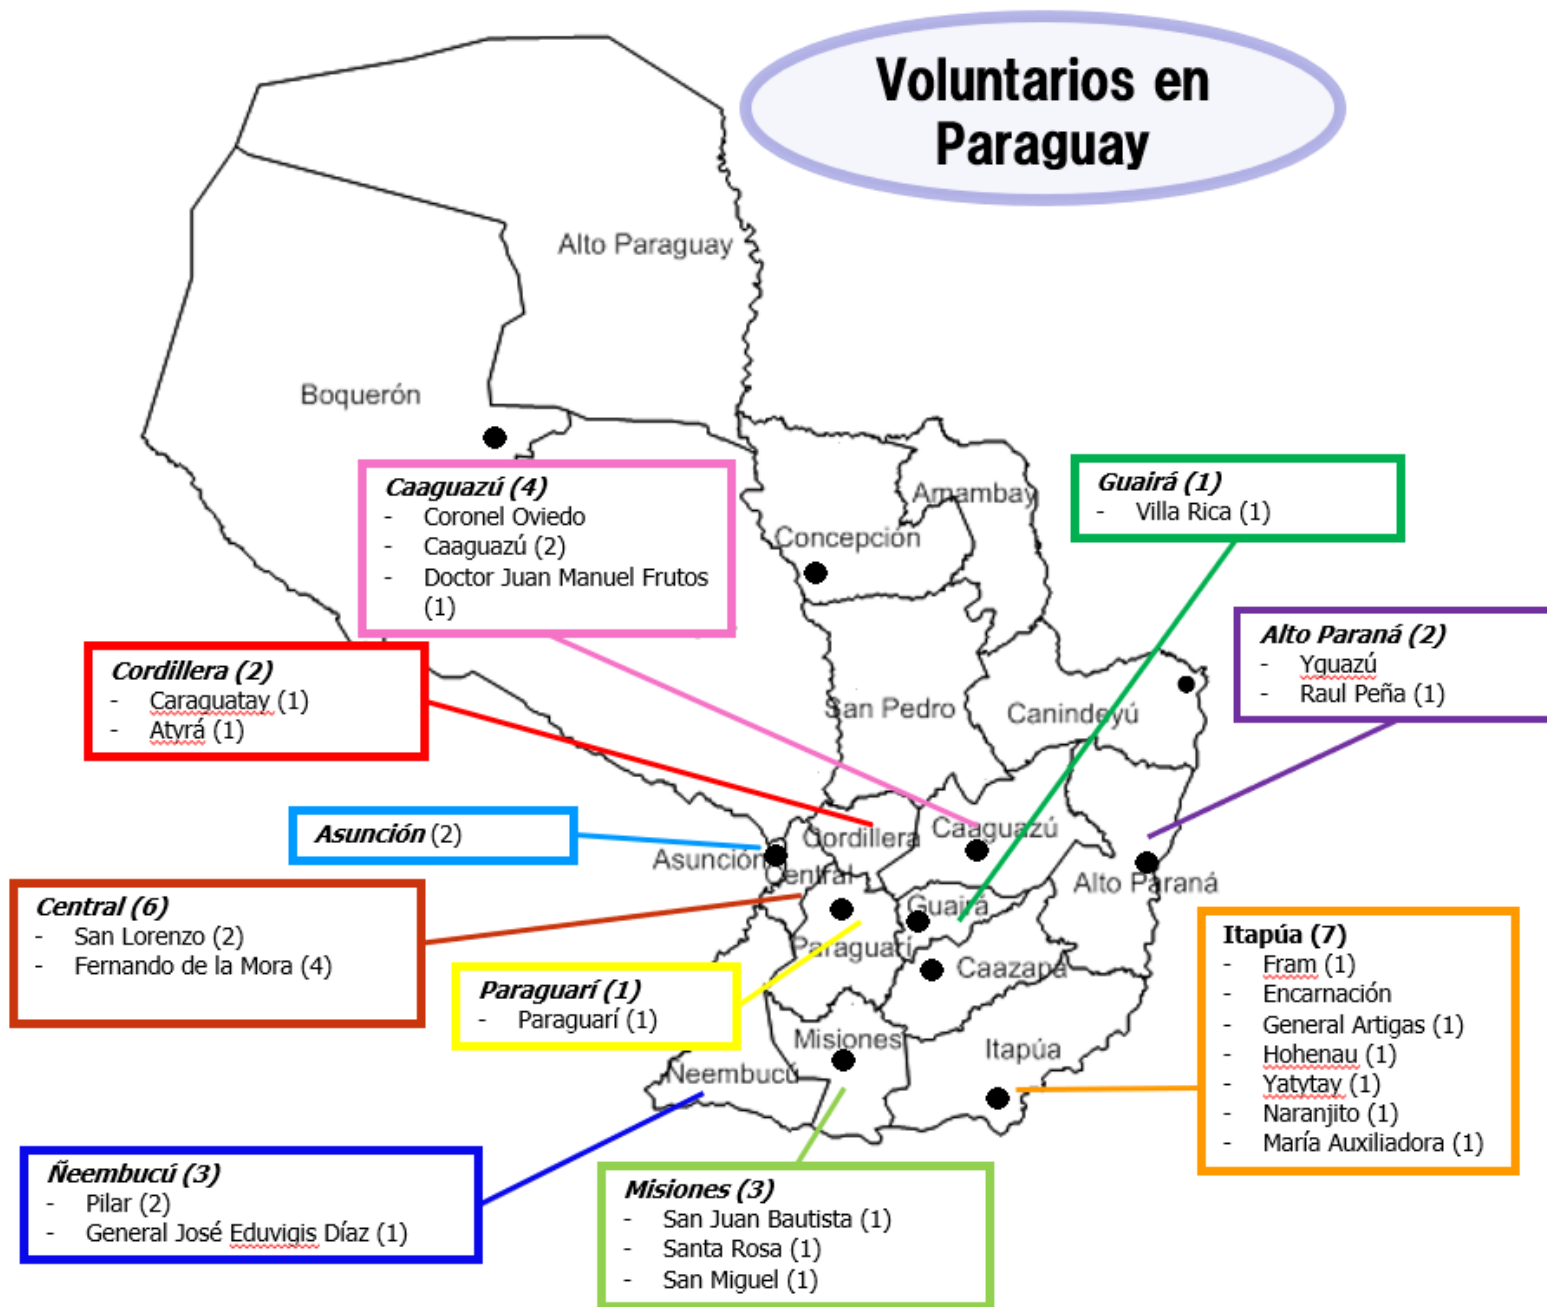 Voluntarios en
Paraguay
Alto Paraguay
Boquerón
Caaguazú (4)
- Coronel Oviedo
- Caaguazú (2)
- Doctor Juan Manuel Frutos
(1)
Amambay
Concepción
Guairá (1)
- Villa Rica (1)
Cordillera (2)
- Caraguatay (1)
- Atyrá (1)
Alto Paraná (2)
- Yguazú
- Raul Peña (1)
San Pedro
Canindeyú
Asunción (2)
Cordillera
Caaguazú
Asunción
Central
Alto Paraná
Central (6)
- San Lorenzo (2)
- Fernando de la Mora (4)
Guairá
Paraguarí
Caazapá
Paraguarí (1)
- Paraguarí (1)
Itapúa (7)
- Fram (1)
- Encarnación
- General Artigas (1)
- Hohenau (1)
- Yatytay (1)
- Naranjito (1)
- María Auxiliadora (1)
Misiones
Itapúa
Ñeembucú
Ñeembucú (3)
- Pilar (2)
- General José Eduvigis Díaz (1)
Misiones (3)
- San Juan Bautista (1)
- Santa Rosa (1)
- San Miguel (1)